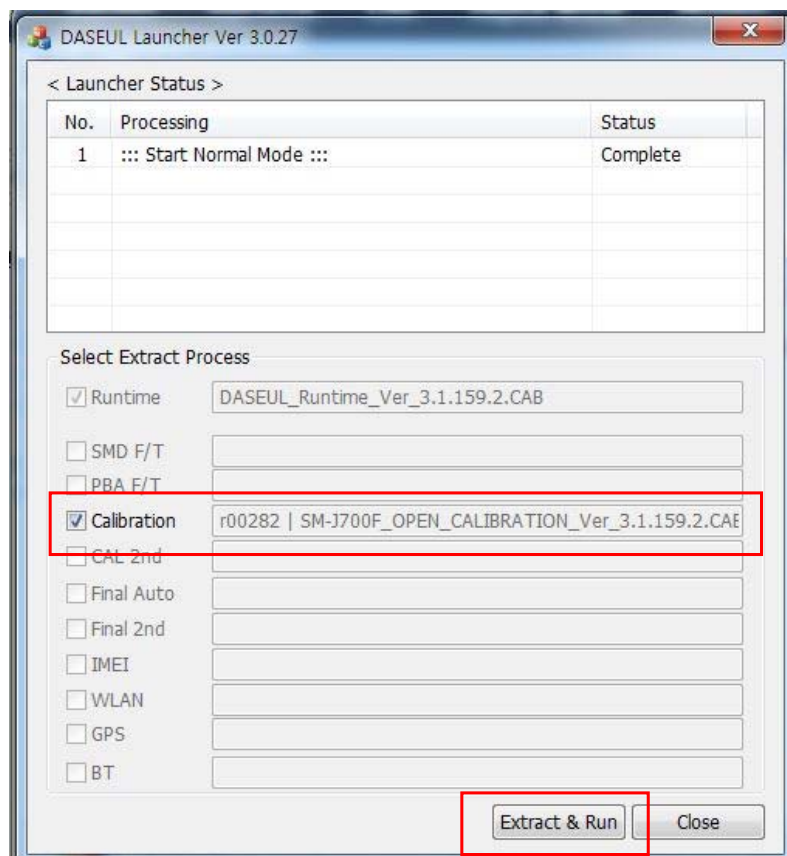 DASEUL Launcher Ver 3.0.27
< Launcher Status >
No. Processing Status
1 ::: Start Normal Mode ::: Complete
Select Extract Process
Runtime DASEUL_Runtime_Ver_3.1.159.2.CAB
SMD F/T
PBA F/T
Calibration r00282 | SM-J700F_OPEN_CALIBRATION_Ver_3.1.159.2.CAE
CAL 2nd
Final Auto
Final 2nd
IMEI
WLAN
GPS
BT
Extract & Run Close